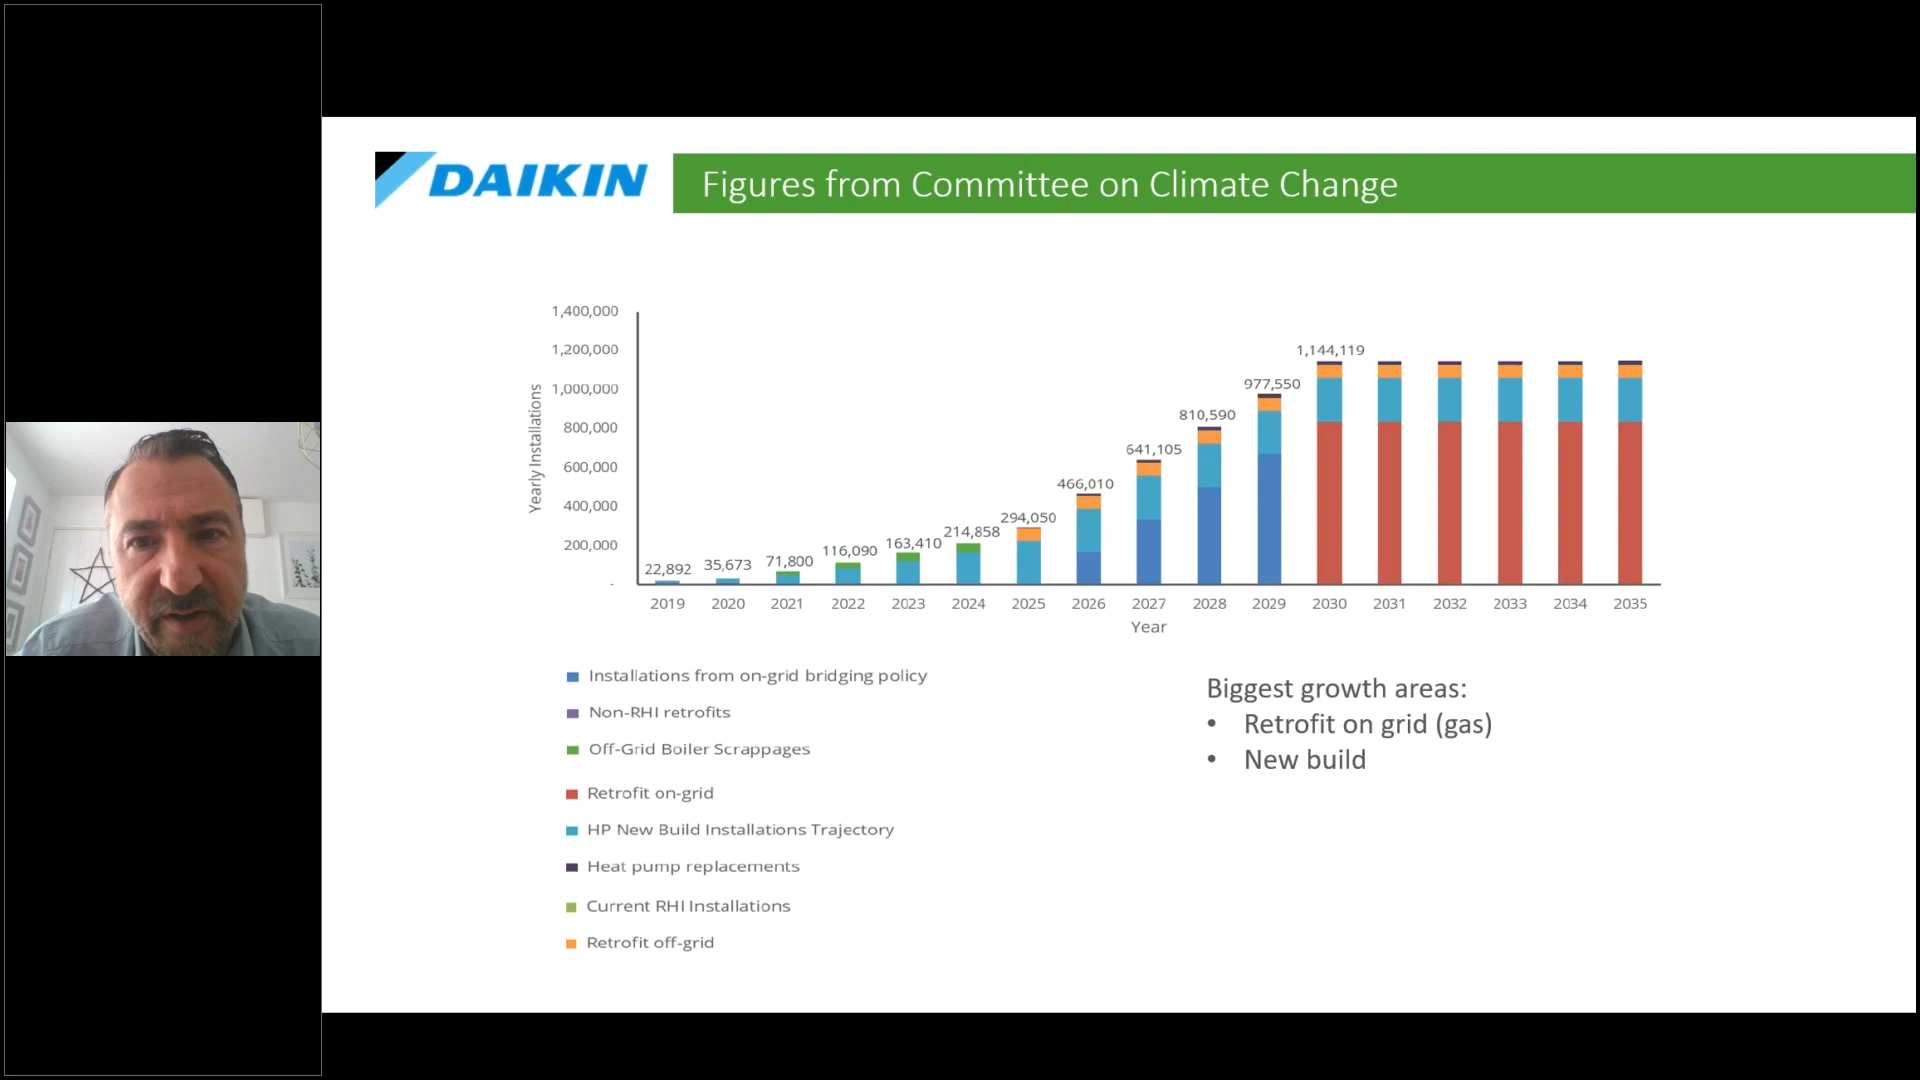 DAIKIN
Figures from Committee on Climate Change
1,400,000
1,200,000
1,000,000
800,000
600,000
400,000
200,000
-
Yearly Installations
22,892
35,673
71,800
116,090
163,410
214,858
294,050
466,010
641,105
810,590
977,550
1,144,119
2019 2020 2021 2022 2023 2024 2025 2026 2027 2028 2029 2030 2031 2032 2033 2034 2035
Year
Installations from on-grid bridging policy
Non-RHI retrofits
Off-Grid Boiler Scrappages
Retrofit on-grid
HP New Build Installations Trajectory
Heat pump replacements
Current RHI Installations
Retrofit off-grid
Biggest growth areas:
• Retrofit on grid (gas)
• New build